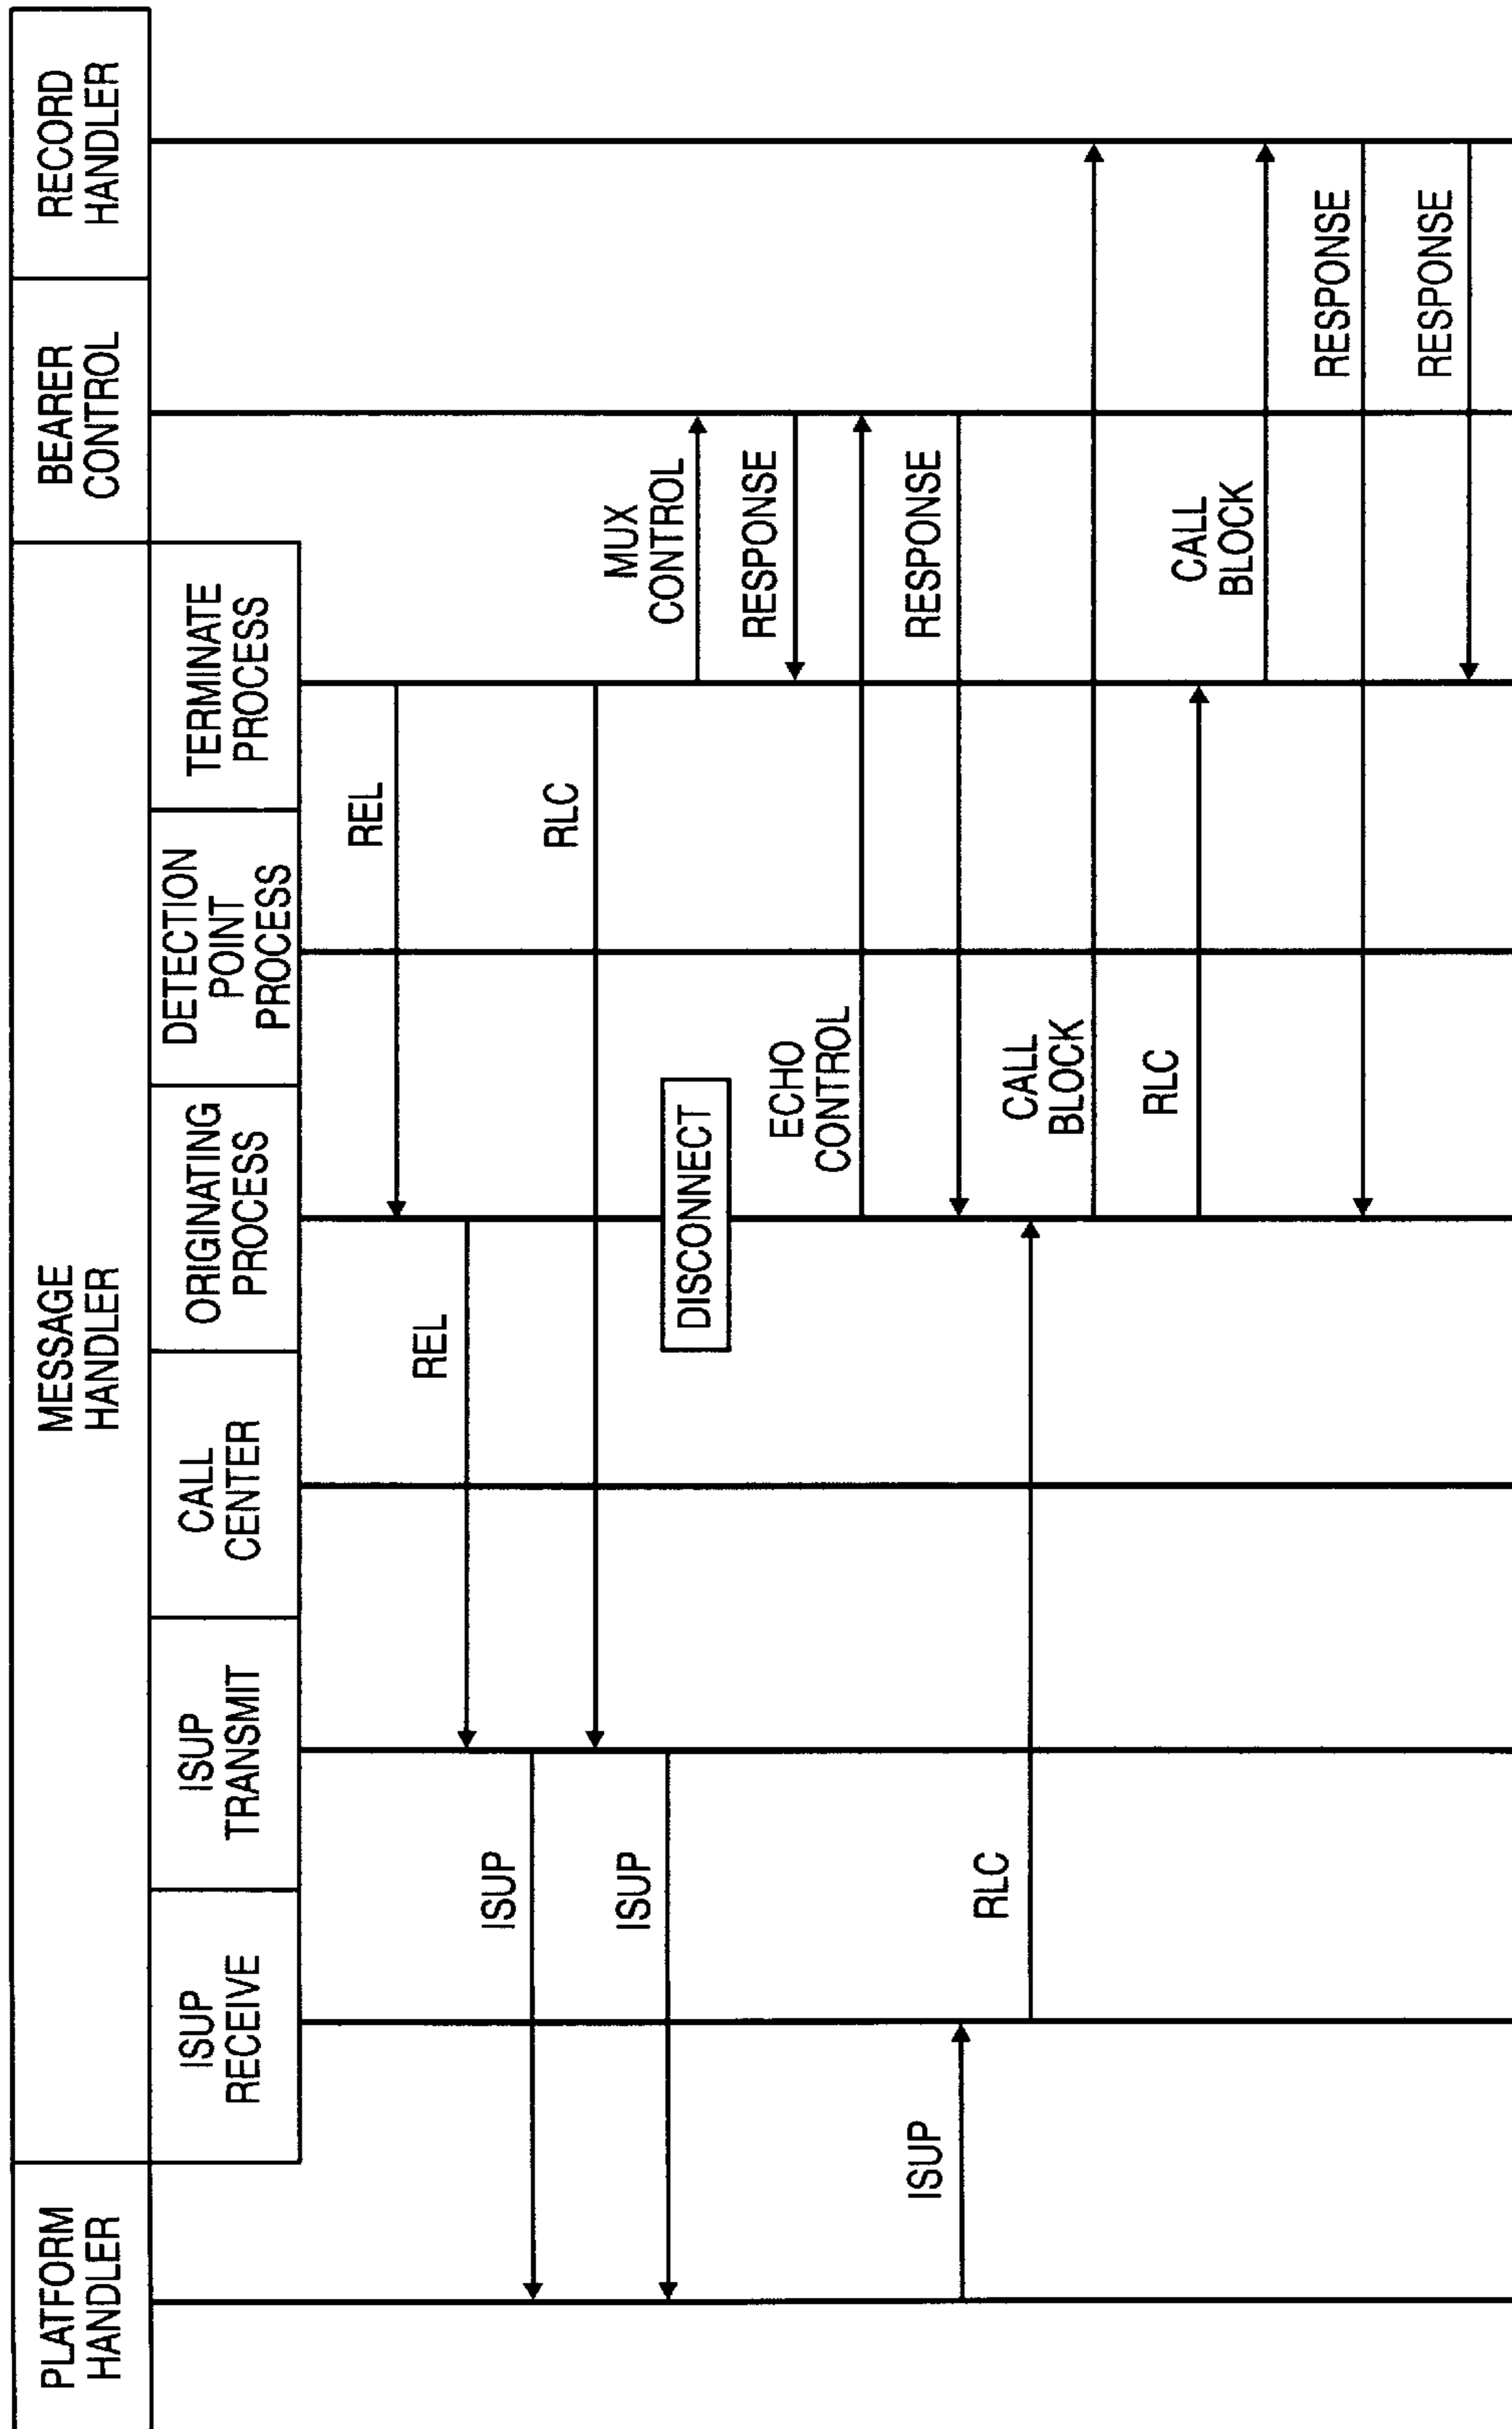 PLATFORM
HANDLER
MESSAGE
HANDLER
BEARER
CONTROL
RECORD
HANDLER
ISUP
RECEIVE
ISUP
TRANSMIT
CALL
CENTER
ORIGINATING
PROCESS
DETECTION
POINT
PROCESS
TERMINATE
PROCESS
REL
REL
ISUP
RLC
ISUP
DISCONNECT
MUX
CONTROL
RESPONSE
ECHO
CONTROL
RESPONSE
ISUP
RLC
CALL
BLOCK
RLC
CALL
BLOCK
RESPONSE
RESPONSE